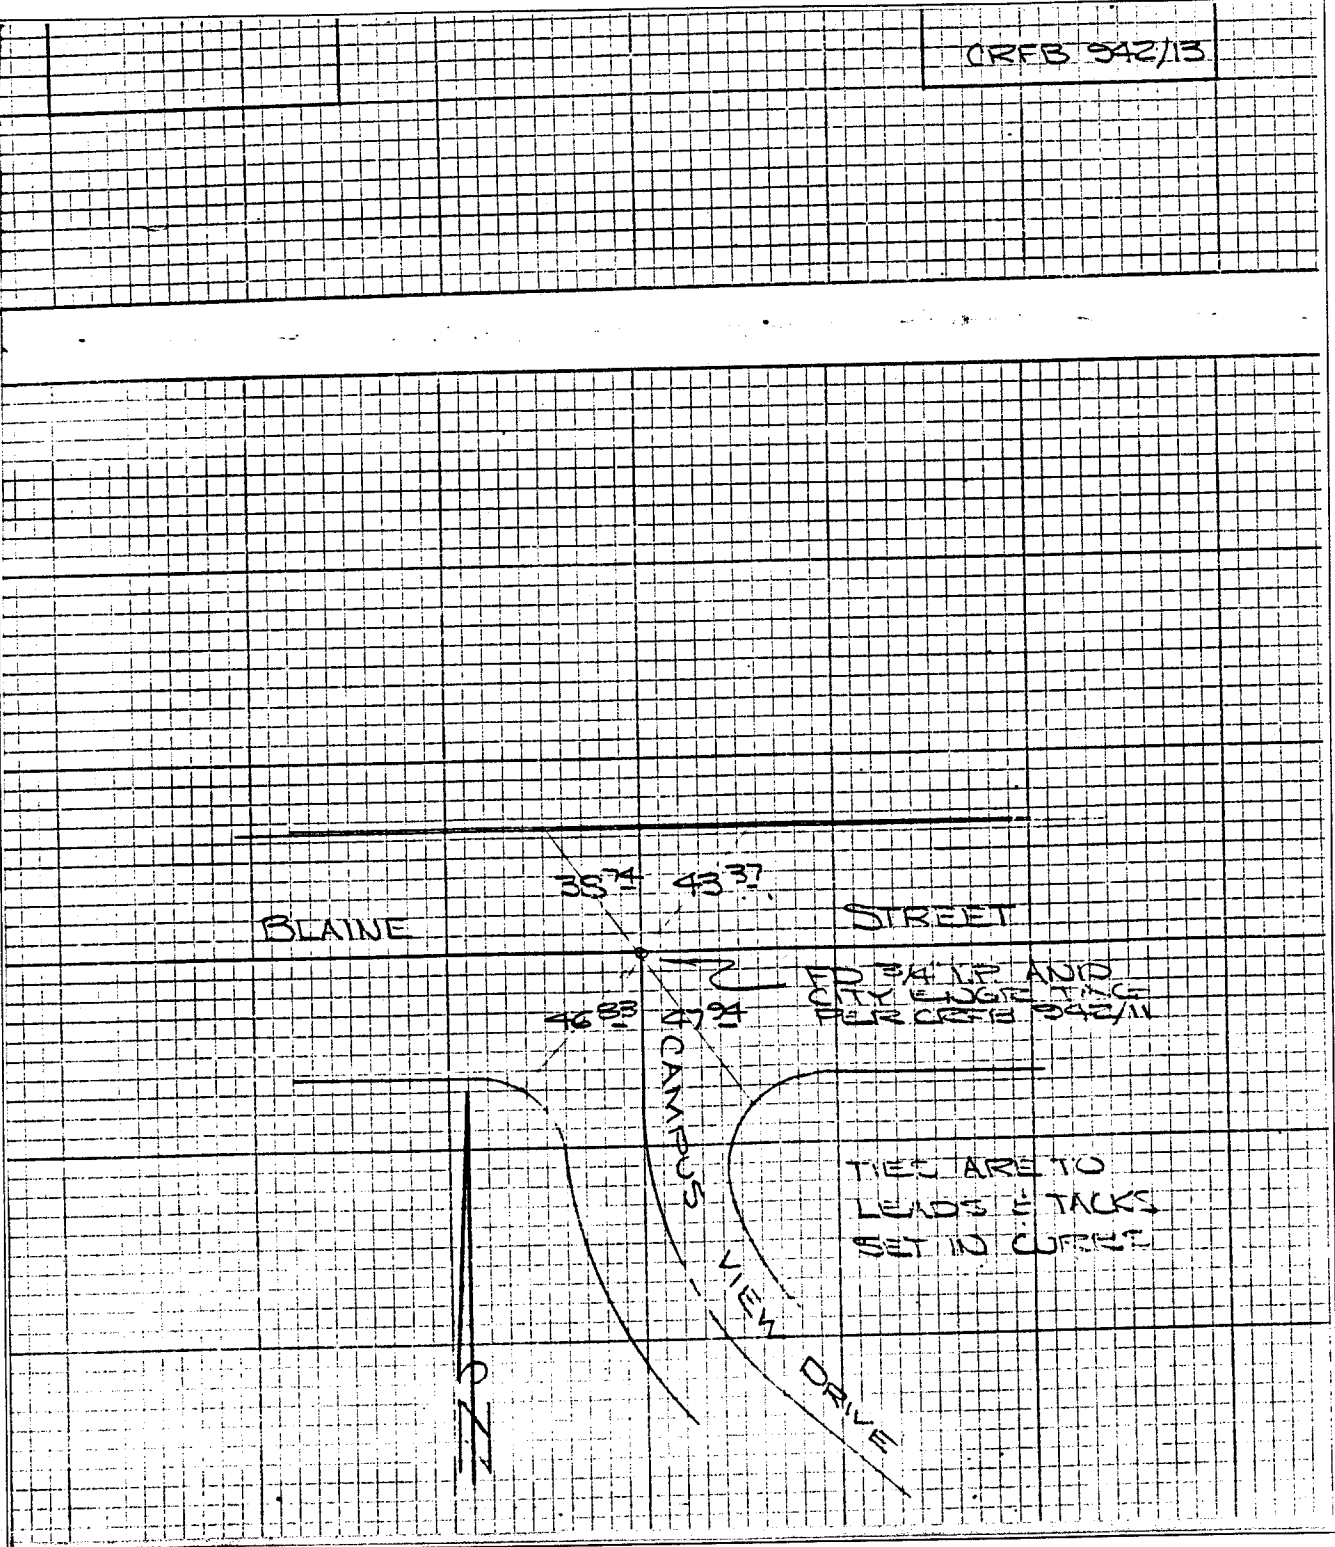 CRFB 942/13
35 74
43 37
BLAINE
STREET
FD 3/4" I.P. AND
CITY ENGR TAG
PER CRFB 942/11
46 83
47 94
CAMPUS
VIEW
DRIVE
TIES ARE TO
LEADS & TACKS
SET IN CURBS
N